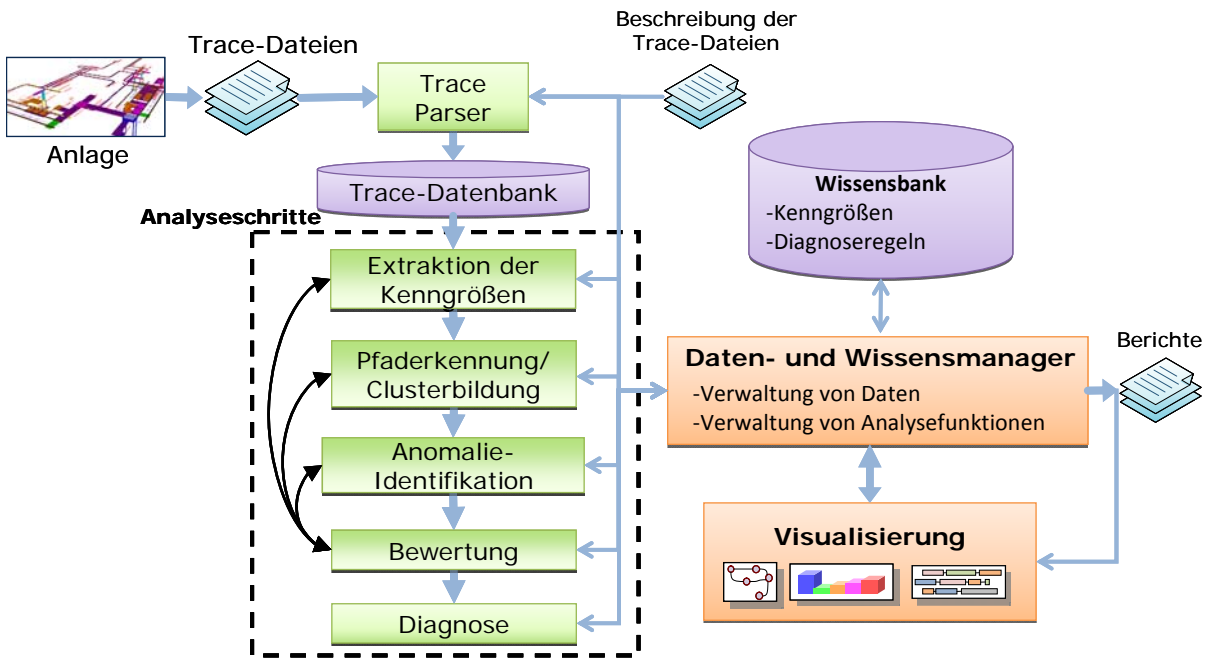 Trace-Dateien
Beschreibung der
Trace-Dateien
Trace
Parser
Anlage
Trace-Datenbank
Wissensbank
-Kenngrößen
-Diagnoseregeln
Analyseschritte
Extraktion der
Kenngrößen
Pfaderkennung/
Clusterbildung
Anomalie-
Identifikation
Bewertung
Diagnose
Daten- und Wissensmanager
-Verwaltung von Daten
-Verwaltung von Analysefunktionen
Berichte
Visualisierung